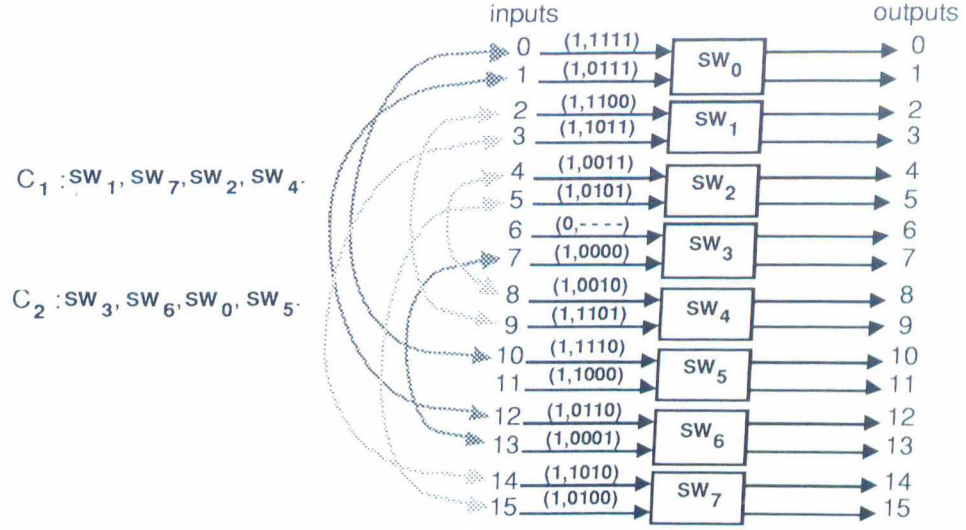 inputs outputs
0 (1,1111) SW0 0
1 (1,0111) 1
2 (1,1100) SW1 2
3 (1,1011) 3
4 (1,0011) SW2 4
C1 :SW1, SW7, SW2, SW4.
5 (1,0101) 5
6 (0,----) SW3 6
7 (1,0000) 7
8 (1,0010) SW4 8
C2 :SW3, SW6, SW0, SW5.
9 (1,1101) 9
10 (1,1110) SW5 10
11 (1,1000) 11
12 (1,0110) SW6 12
13 (1,0001) 13
14 (1,1010) SW7 14
15 (1,0100) 15